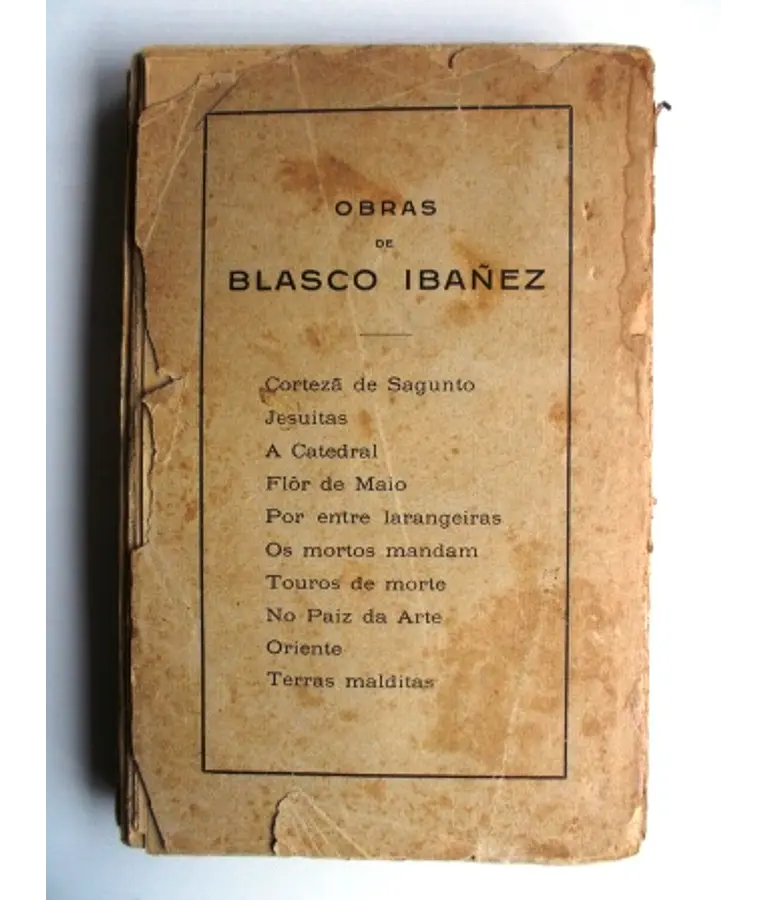 OBRAS
DE
BLASCO IBAÑEZ
Cortezã de Sagunto
Jesuitas
A Catedral
Flôr de Maio
Por entre larangeiras
Os mortos mandam
Touros de morte
No Paiz da Arte
Oriente
Terras malditas